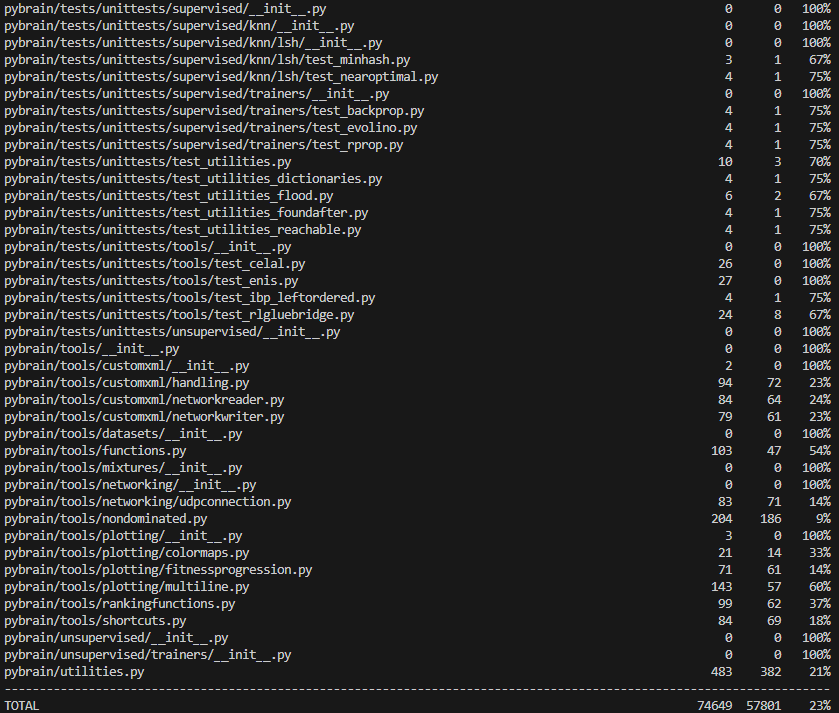 pybrain/tests/unittests/supervised/__init__.py 0 0 100%
pybrain/tests/unittests/supervised/knn/__init__.py 0 0 100%
pybrain/tests/unittests/supervised/knn/lsh/__init__.py 0 0 100%
pybrain/tests/unittests/supervised/knn/lsh/test_minhash.py 3 1 67%
pybrain/tests/unittests/supervised/knn/lsh/test_nearoptimal.py 4 1 75%
pybrain/tests/unittests/supervised/trainers/__init__.py 0 0 100%
pybrain/tests/unittests/supervised/trainers/test_backprop.py 4 1 75%
pybrain/tests/unittests/supervised/trainers/test_evolino.py 4 1 75%
pybrain/tests/unittests/supervised/trainers/test_rprop.py 4 1 75%
pybrain/tests/unittests/test_utilities.py 10 3 70%
pybrain/tests/unittests/test_utilities_dictionaries.py 4 1 75%
pybrain/tests/unittests/test_utilities_flood.py 6 2 67%
pybrain/tests/unittests/test_utilities_foundafter.py 4 1 75%
pybrain/tests/unittests/test_utilities_reachable.py 4 1 75%
pybrain/tests/unittests/tools/__init__.py 0 0 100%
pybrain/tests/unittests/tools/test_celal.py 26 0 100%
pybrain/tests/unittests/tools/test_enis.py 27 0 100%
pybrain/tests/unittests/tools/test_ibp_leftordered.py 4 1 75%
pybrain/tests/unittests/tools/test_rlgluebridge.py 24 8 67%
pybrain/tests/unittests/unsupervised/__init__.py 0 0 100%
pybrain/tools/__init__.py 0 0 100%
pybrain/tools/customxml/__init__.py 2 0 100%
pybrain/tools/customxml/handling.py 94 72 23%
pybrain/tools/customxml/networkreader.py 84 64 24%
pybrain/tools/customxml/networkwriter.py 79 61 23%
pybrain/tools/datasets/__init__.py 0 0 100%
pybrain/tools/functions.py 103 47 54%
pybrain/tools/mixtures/__init__.py 0 0 100%
pybrain/tools/networking/__init__.py 0 0 100%
pybrain/tools/networking/udpconnection.py 83 71 14%
pybrain/tools/nondominated.py 204 186 9%
pybrain/tools/plotting/__init__.py 3 0 100%
pybrain/tools/plotting/colormaps.py 21 14 33%
pybrain/tools/plotting/fitnessprogression.py 71 61 14%
pybrain/tools/plotting/multiline.py 143 57 60%
pybrain/tools/rankingfunctions.py 99 62 37%
pybrain/tools/shortcuts.py 84 69 18%
pybrain/unsupervised/__init__.py 0 0 100%
pybrain/unsupervised/trainers/__init__.py 0 0 100%
pybrain/utilities.py 483 382 21%
-----------------------------------------------------------------------------------------------------------------------
TOTAL 74649 57801 23%